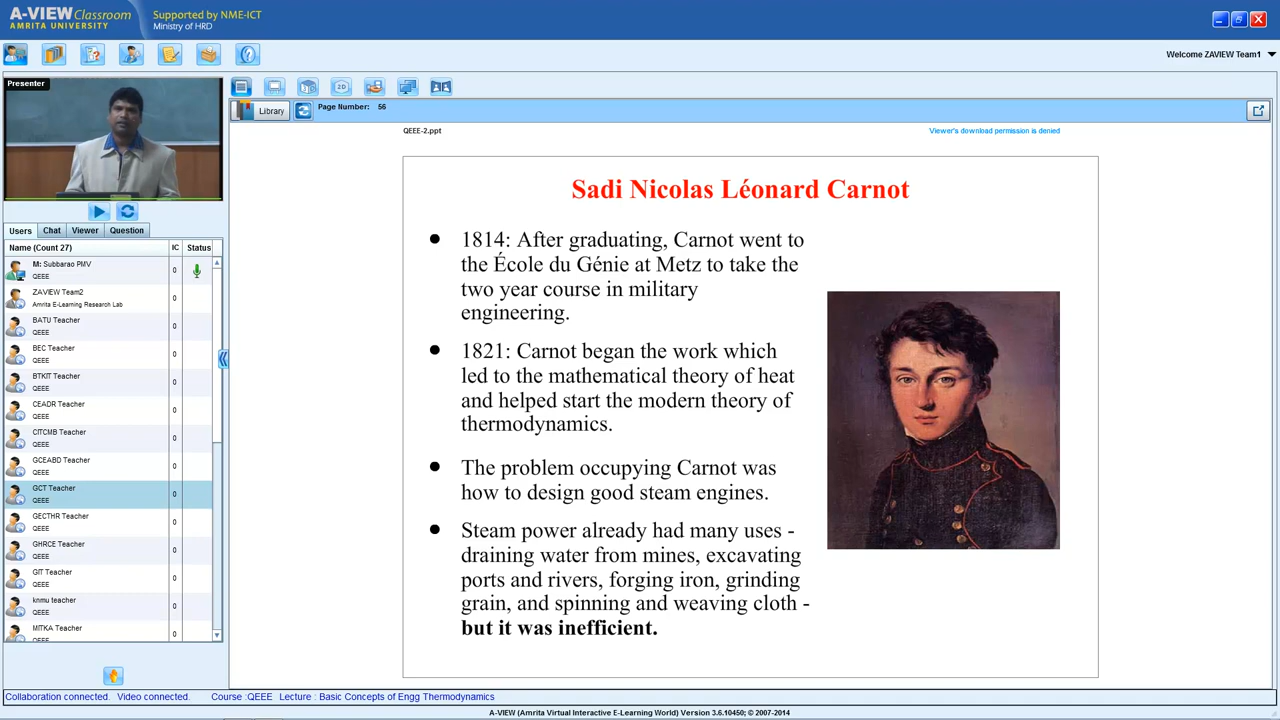 A-VIEW Classroom
AMRITA UNIVERSITY
Supported by NME-ICT
Ministry of HRD
Welcome ZAVIEW Team1
Presenter
2D
Library
Page Number: 56
QEEE-2.ppt
Viewer's download permission is denied
Users Chat Viewer Question
Name (Count 27) IC Status
M: Subbarao PMV
QEEE
0
ZAVIEW Team2
Amrita E-Learning Research Lab
0
BATU Teacher
QEEE
0
BEC Teacher
QEEE
0
BTKIT Teacher
QEEE
0
CEADR Teacher
QEEE
0
CITCMB Teacher
QEEE
0
GCEABD Teacher
QEEE
0
GCT Teacher
QEEE
0
GECTHR Teacher
QEEE
0
GHRCE Teacher
QEEE
0
GIT Teacher
QEEE
0
knmu teacher
QEEE
0
MITKA Teacher
QEEE
0
Sadi Nicolas Léonard Carnot
• 1814: After graduating, Carnot went to
the École du Génie at Metz to take the
two year course in military
engineering.
• 1821: Carnot began the work which
led to the mathematical theory of heat
and helped start the modern theory of
thermodynamics.
• The problem occupying Carnot was
how to design good steam engines.
• Steam power already had many uses -
draining water from mines, excavating
ports and rivers, forging iron, grinding
grain, and spinning and weaving cloth -
but it was inefficient.
Collaboration connected. Video connected. Course :QEEE Lecture : Basic Concepts of Engg Thermodynamics
A-VIEW (Amrita Virtual Interactive E-Learning World) Version 3.6.10450; © 2007-2014